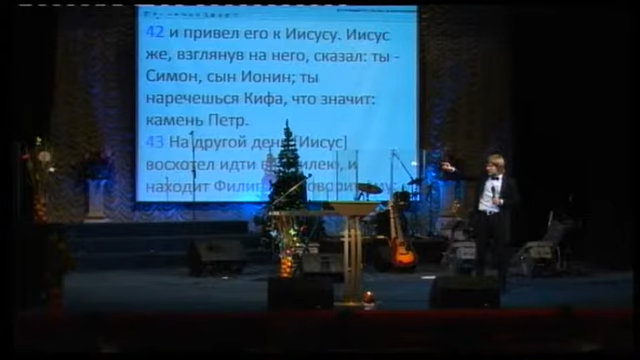 42 и привел его к Иисусу. Иисус
же, взглянув на него, сказал: ты -
Симон, сын Ионин; ты
наречешься Кифа, что значит:
камень Петр.
43 На другой день [Иисус]
восхотел идти в и
находит говорит